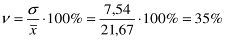 ν = σ / x̄ · 100% = 7,54 / 21,67 · 100% = 35%